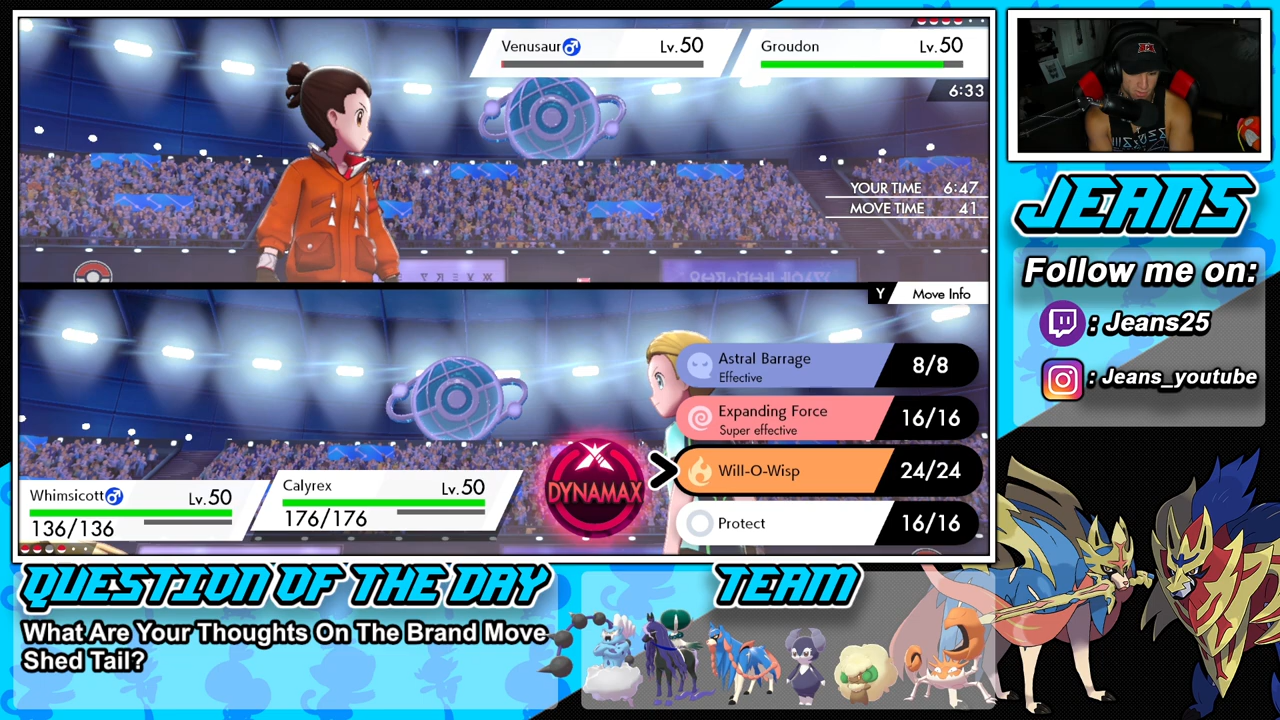 Venusaur♂ Lv.50
Groudon Lv.50
6:33
YOUR TIME 6:47
MOVE TIME 41
Y Move Info
Astral Barrage 8/8
Effective
Expanding Force 16/16
Super effective
Will-O-Wisp 24/24
Protect 16/16
DYNAMAX
Whimsicott♂ Lv.50
136/136
Calyrex Lv.50
176/176
JEANS
Follow me on:
: Jeans25
: Jeans_youtube
QUESTION OF THE DAY
What Are Your Thoughts On The Brand Move
Shed Tail?
TEAM